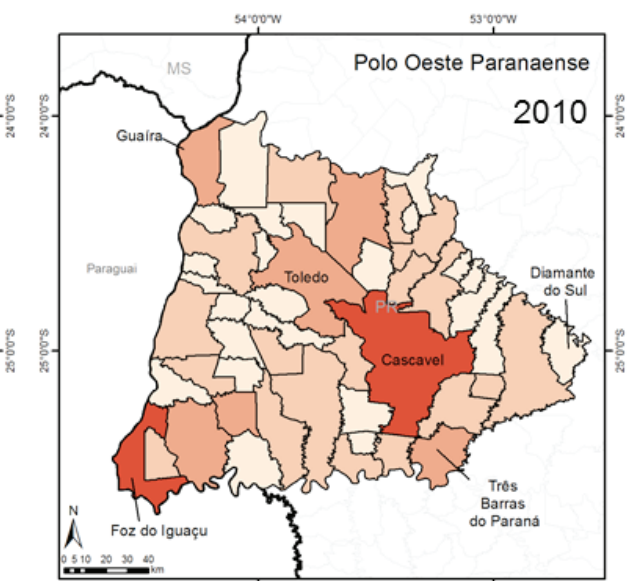 54°0'0"W 53°0'0"W
MS
Polo Oeste Paranaense
2010
24°0'0"S 24°0'0"S
Guaíra
Paraguai
Toledo
Diamante
do Sul
PR
25°0'0"S 25°0'0"S
Cascavel
Três
Barras
do Paraná
N
Foz do Iguaçu
0 5 10 20 30 40
km